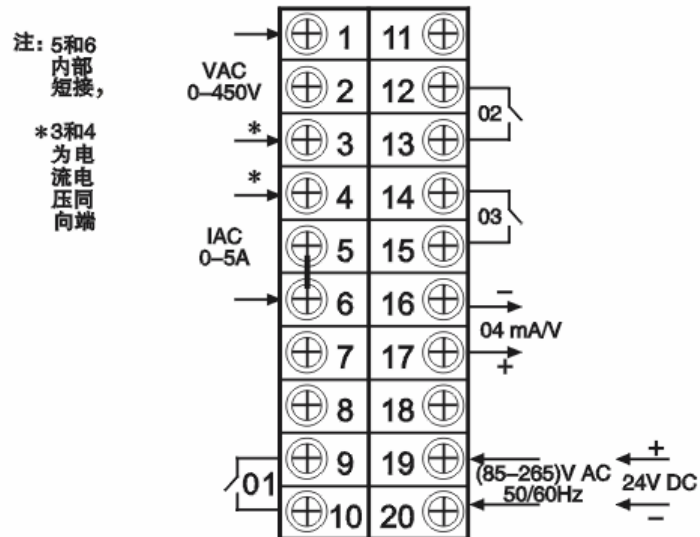 注: 5和6
内部
短接,
*3和4
为电
流电
压同
向端
VAC
0–450V
*
*
IAC
0–5A
01
1 11
2 12
3 13
4 14
5 15
6 16
7 17
8 18
9 19
10 20
02
03
−
04 mA/V
+
(85–265)V AC
50/60Hz
+
24V DC
−